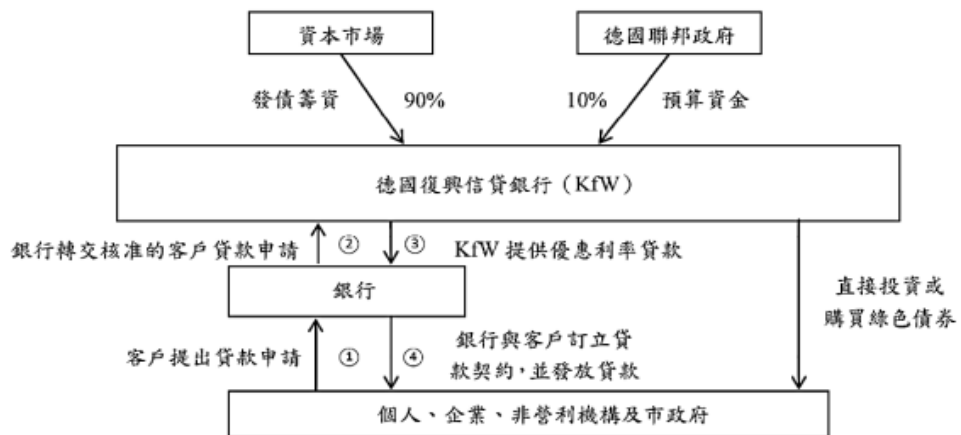 資本市場
德國聯邦政府
發債籌資
90%
10%
預算資金
德國復興信貸銀行（KfW）
銀行轉交核准的客戶貸款申請
②
③
KfW 提供優惠利率貸款
銀行
直接投資或
購買綠色債券
客戶提出貸款申請
①
④
銀行與客戶訂立貸
款契約，並發放貸款
個人、企業、非營利機構及市政府